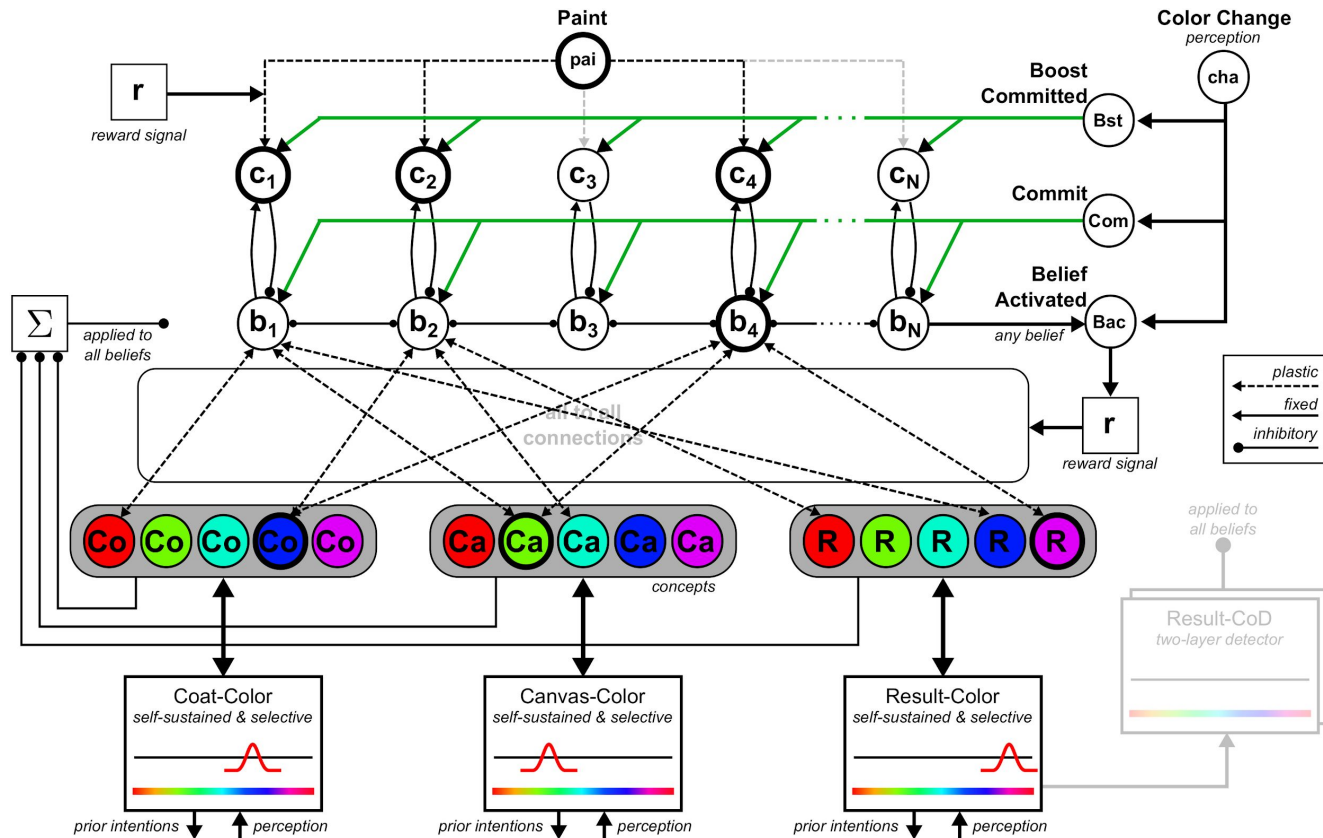 Paint
pai
Color Change
perception
cha
Boost
Committed
Bst
r
reward signal
c1
c2
c3
c4
cN
Commit
Com
Belief
Activated
Bac
Σ
applied to
all beliefs
b1
b2
b3
b4
bN
any belief
plastic
fixed
inhibitory
all to all
connections
r
reward signal
Co Co Co Co Co
Ca Ca Ca Ca Ca
R R R R R
concepts
applied to
all beliefs
Result-CoD
two-layer detector
Coat-Color
self-sustained & selective
Canvas-Color
self-sustained & selective
Result-Color
self-sustained & selective
prior intentions
perception
prior intentions
perception
prior intentions
perception